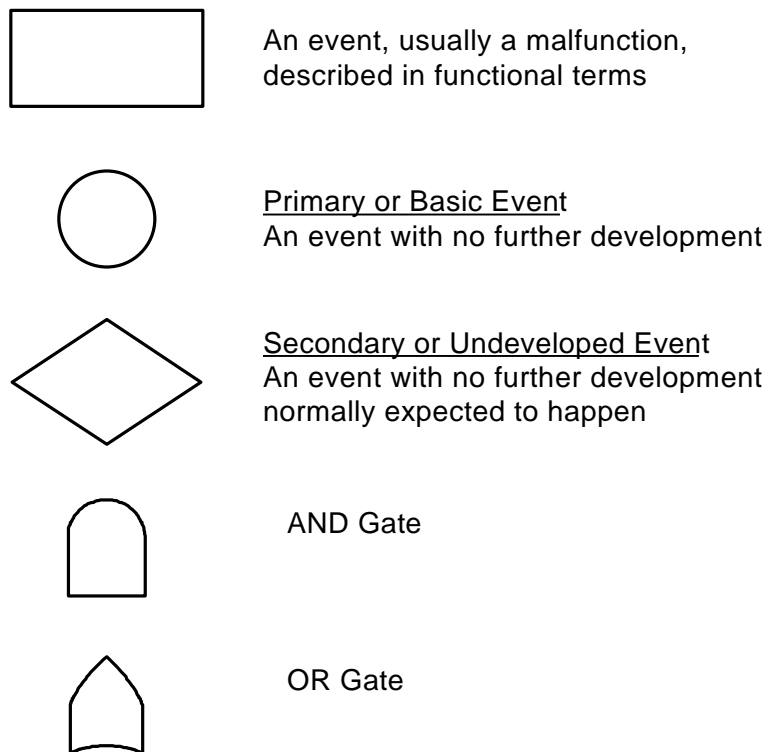 An event, usually a malfunction,
described in functional terms
Primary or Basic Event
An event with no further development
Secondary or Undeveloped Event
An event with no further development
normally expected to happen
AND Gate
OR Gate